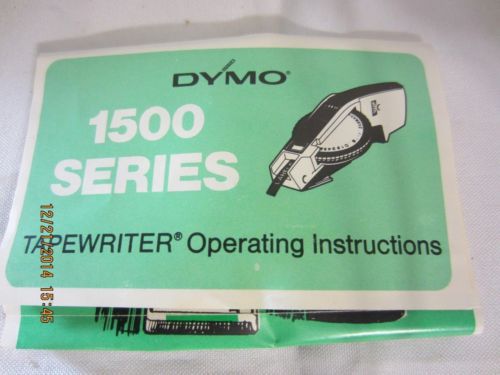 DYMO®
1500
SERIES
TAPEWRITER® Operating Instructions
12/21/2014 15:45